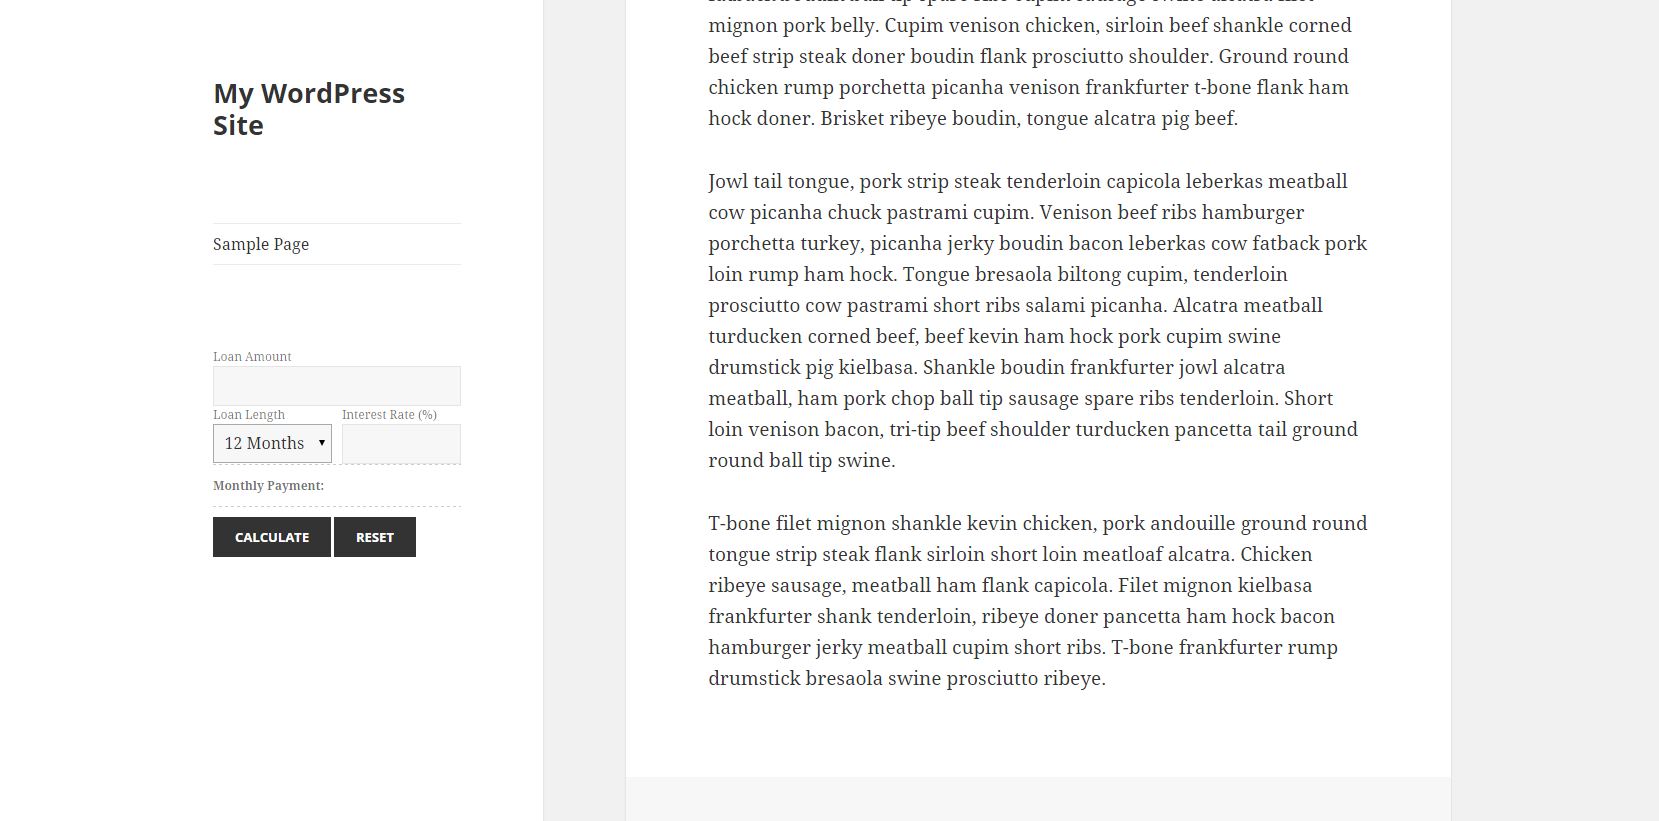 My WordPress
Site
Sample Page
Loan Amount
Loan Length
Interest Rate (%)
12 Months
Monthly Payment:
CALCULATE
RESET
mignon pork belly. Cupim venison chicken, sirloin beef shankle corned
beef strip steak doner boudin flank prosciutto shoulder. Ground round
chicken rump porchetta picanha venison frankfurter t-bone flank ham
hock doner. Brisket ribeye boudin, tongue alcatra pig beef.
Jowl tail tongue, pork strip steak tenderloin capicola leberkas meatball
cow picanha chuck pastrami cupim. Venison beef ribs hamburger
porchetta turkey, picanha jerky boudin bacon leberkas cow fatback pork
loin rump ham hock. Tongue bresaola biltong cupim, tenderloin
prosciutto cow pastrami short ribs salami picanha. Alcatra meatball
turducken corned beef, beef kevin ham hock pork cupim swine
drumstick pig kielbasa. Shankle boudin frankfurter jowl alcatra
meatball, ham pork chop ball tip sausage spare ribs tenderloin. Short
loin venison bacon, tri-tip beef shoulder turducken pancetta tail ground
round ball tip swine.
T-bone filet mignon shankle kevin chicken, pork andouille ground round
tongue strip steak flank sirloin short loin meatloaf alcatra. Chicken
ribeye sausage, meatball ham flank capicola. Filet mignon kielbasa
frankfurter shank tenderloin, ribeye doner pancetta ham hock bacon
hamburger jerky meatball cupim short ribs. T-bone frankfurter rump
drumstick bresaola swine prosciutto ribeye.